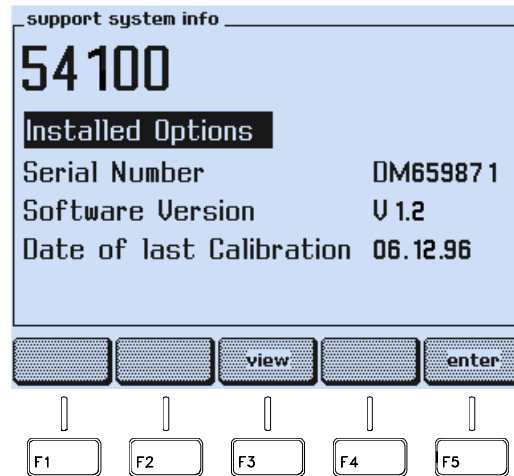 support system info
54100
Installed Options
Serial Number DM659871
Software Version V 1.2
Date of last Calibration 06.12.96
view enter
F1 F2 F3 F4 F5